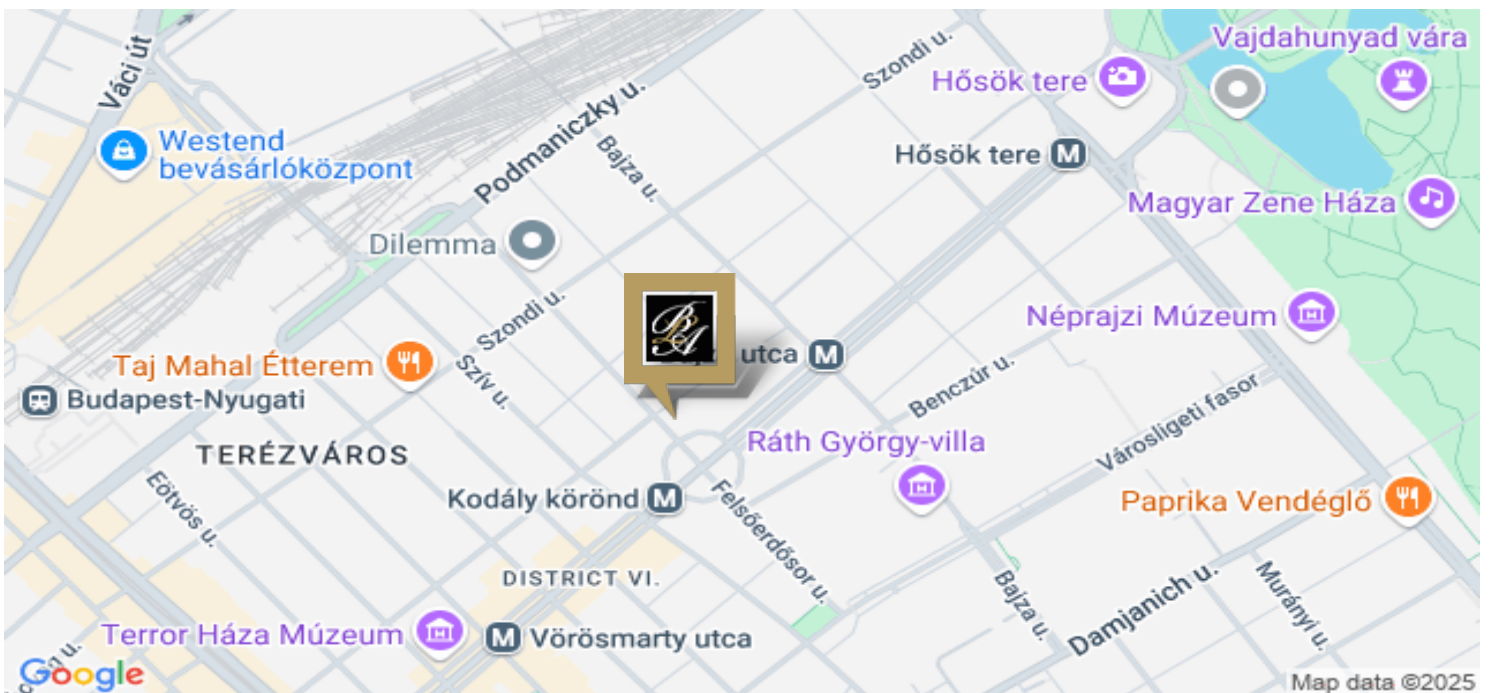 Vajdahunyad vára
Szondi u.
Váci út
Hősök tere
Podmaniczky u.
Westend
bevásárlóközpont
Bajza u.
Hősök tere M
Magyar Zene Háza
Dilemma
Szondi u.
Néprajzi Múzeum
BA
utca M
Taj Mahal Étterem
Szív u.
Benczúr u.
Budapest-Nyugati
Városligeti fasor
TERÉZVÁROS
Ráth György-villa
Kodály körönd M
Felsőerdősor u.
Paprika Vendéglő
Eötvös u.
DISTRICT VI.
Bajza u.
Damjanich u.
Murányi u.
Terror Háza Múzeum
M Vörösmarty utca
u.
Google
Map data ©2025